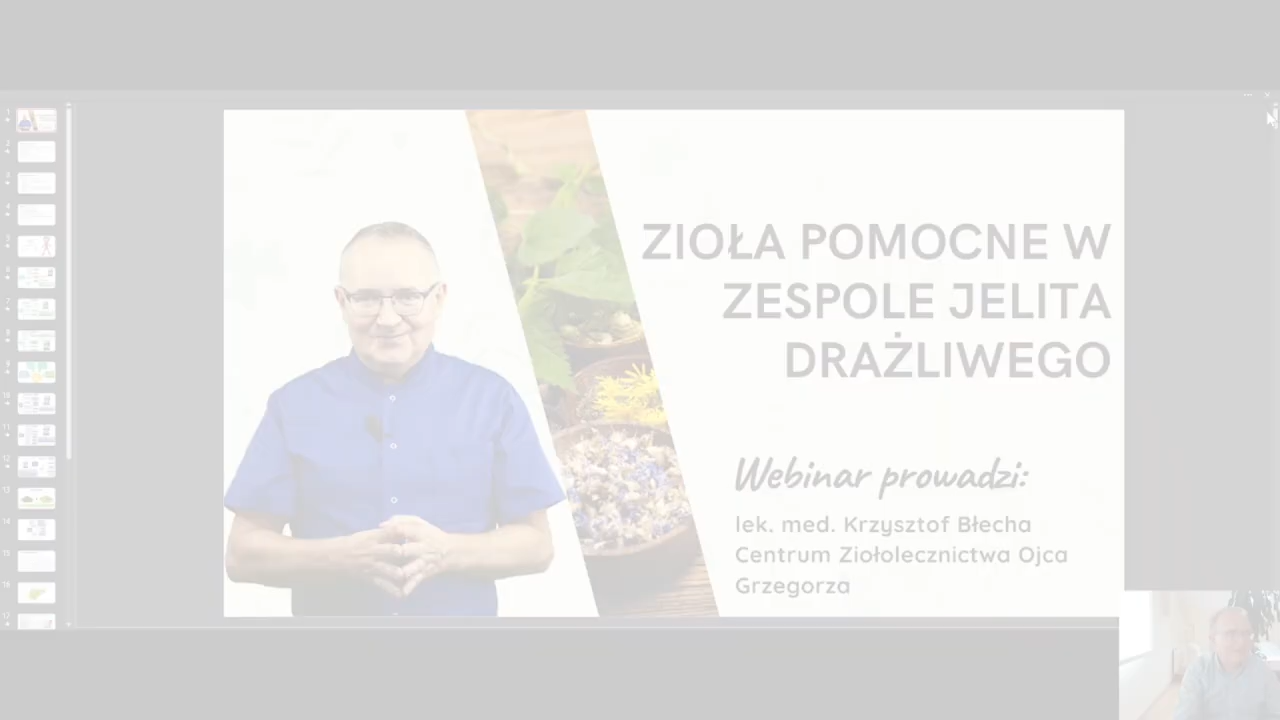 ZIOŁA POMOCNE W
ZESPOLE JELITA
DRAŻLIWEGO
Webinar prowadzi:
lek. med. Krzysztof Błecha
Centrum Ziołolecznictwa Ojca
Grzegorza